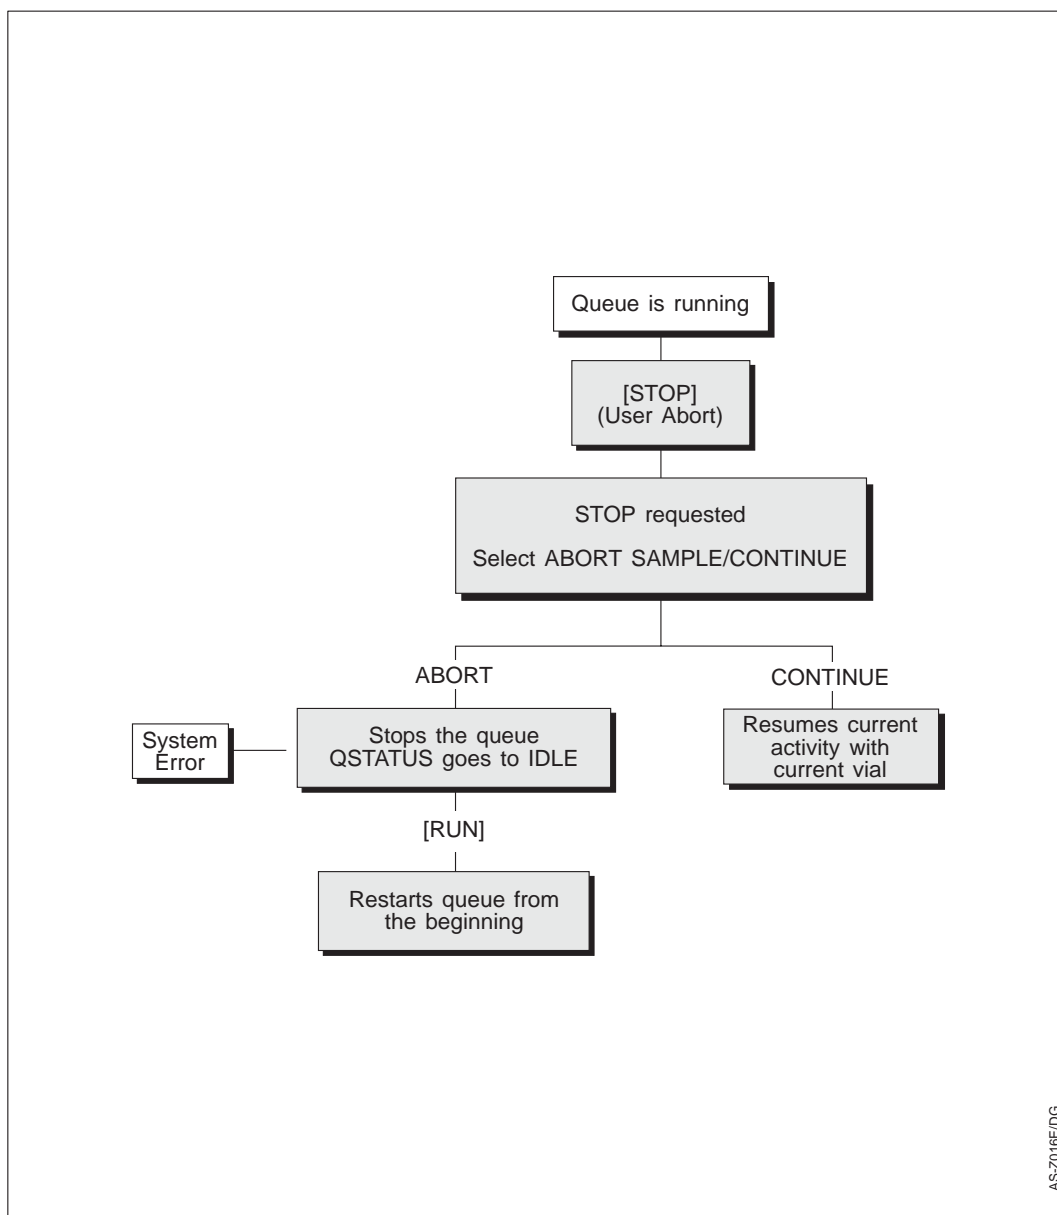 Queue is running
[STOP]
(User Abort)
STOP requested
Select ABORT SAMPLE/CONTINUE
ABORT
CONTINUE
System
Error
Stops the queue
QSTATUS goes to IDLE
Resumes current
activity with
current vial
[RUN]
Restarts queue from
the beginning
AS-Z016E/DG